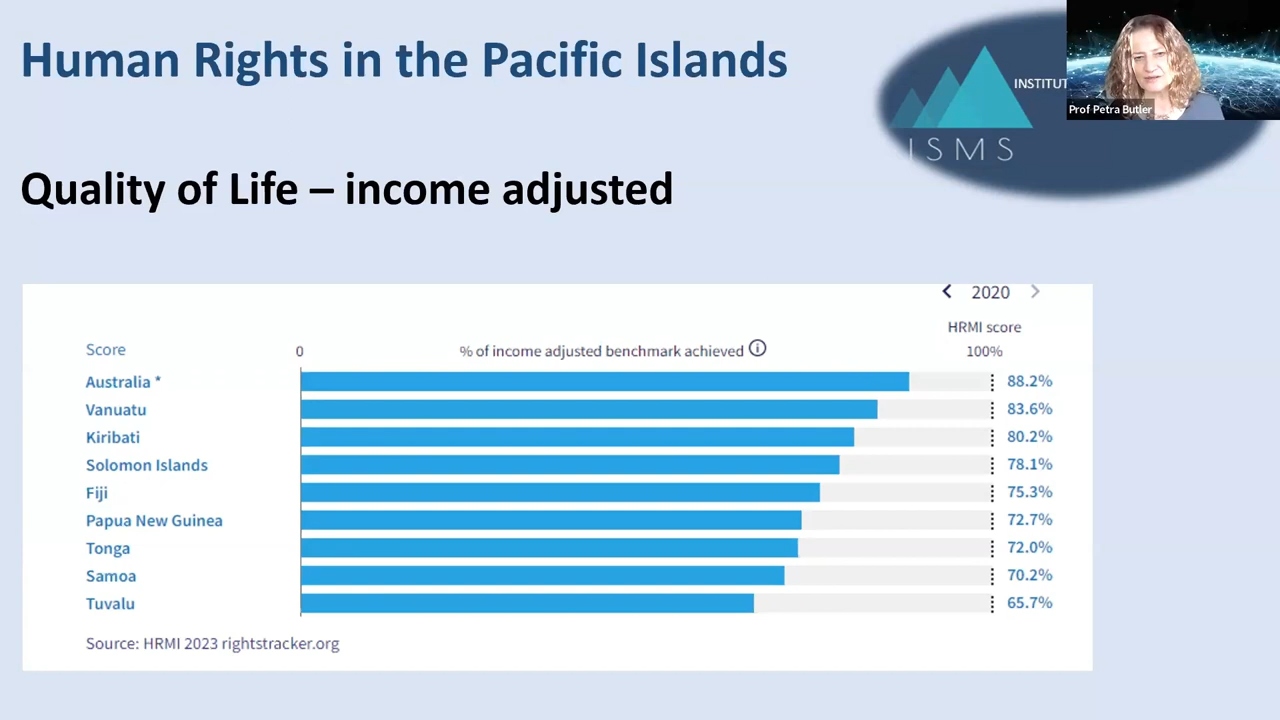 Human Rights in the Pacific Islands
INSTITUT
Prof Petra Butler
ISMS
Quality of Life – income adjusted
2020
HRMI score
Score 0 % of income adjusted benchmark achieved 100%
Australia * 88.2%
Vanuatu 83.6%
Kiribati 80.2%
Solomon Islands 78.1%
Fiji 75.3%
Papua New Guinea 72.7%
Tonga 72.0%
Samoa 70.2%
Tuvalu 65.7%
Source: HRMI 2023 rightstracker.org